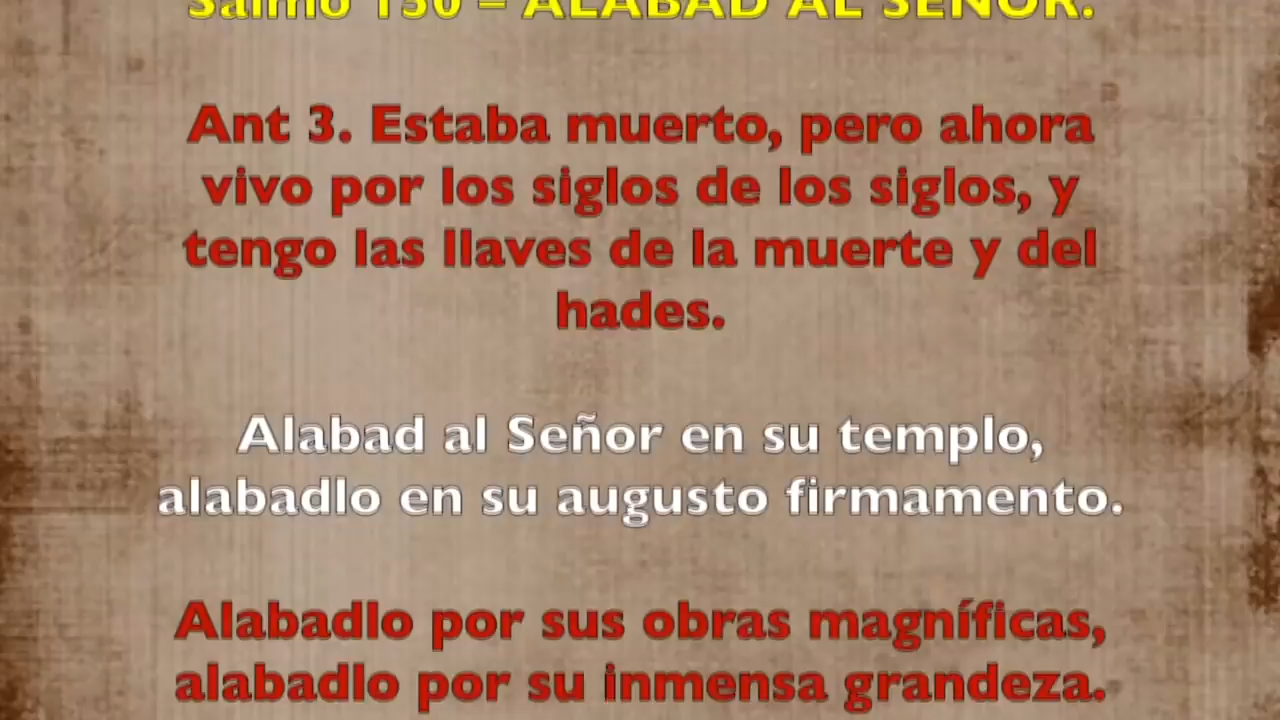 Salmo 150 – ALABAD AL SEÑOR.
Ant 3. Estaba muerto, pero ahora
vivo por los siglos de los siglos, y
tengo las llaves de la muerte y del
hades.
Alabad al Señor en su templo,
alabadlo en su augusto firmamento.
Alabadlo por sus obras magníficas,
alabadlo por su inmensa grandeza.